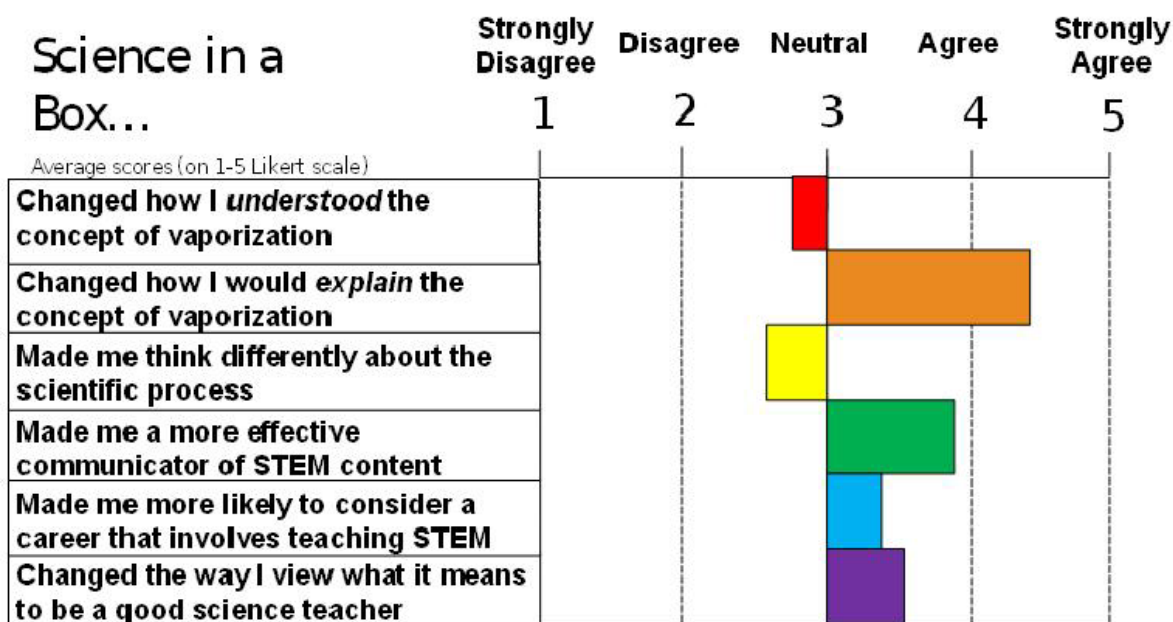 Science in a
Box...
Average scores (on 1-5 Likert scale)
Strongly
Disagree
Disagree
Neutral
Agree
Strongly
Agree
1 2 3 4 5
Changed how I understood the
concept of vaporization
Changed how I would explain the
concept of vaporization
Made me think differently about the
scientific process
Made me a more effective
communicator of STEM content
Made me more likely to consider a
career that involves teaching STEM
Changed the way I view what it means
to be a good science teacher